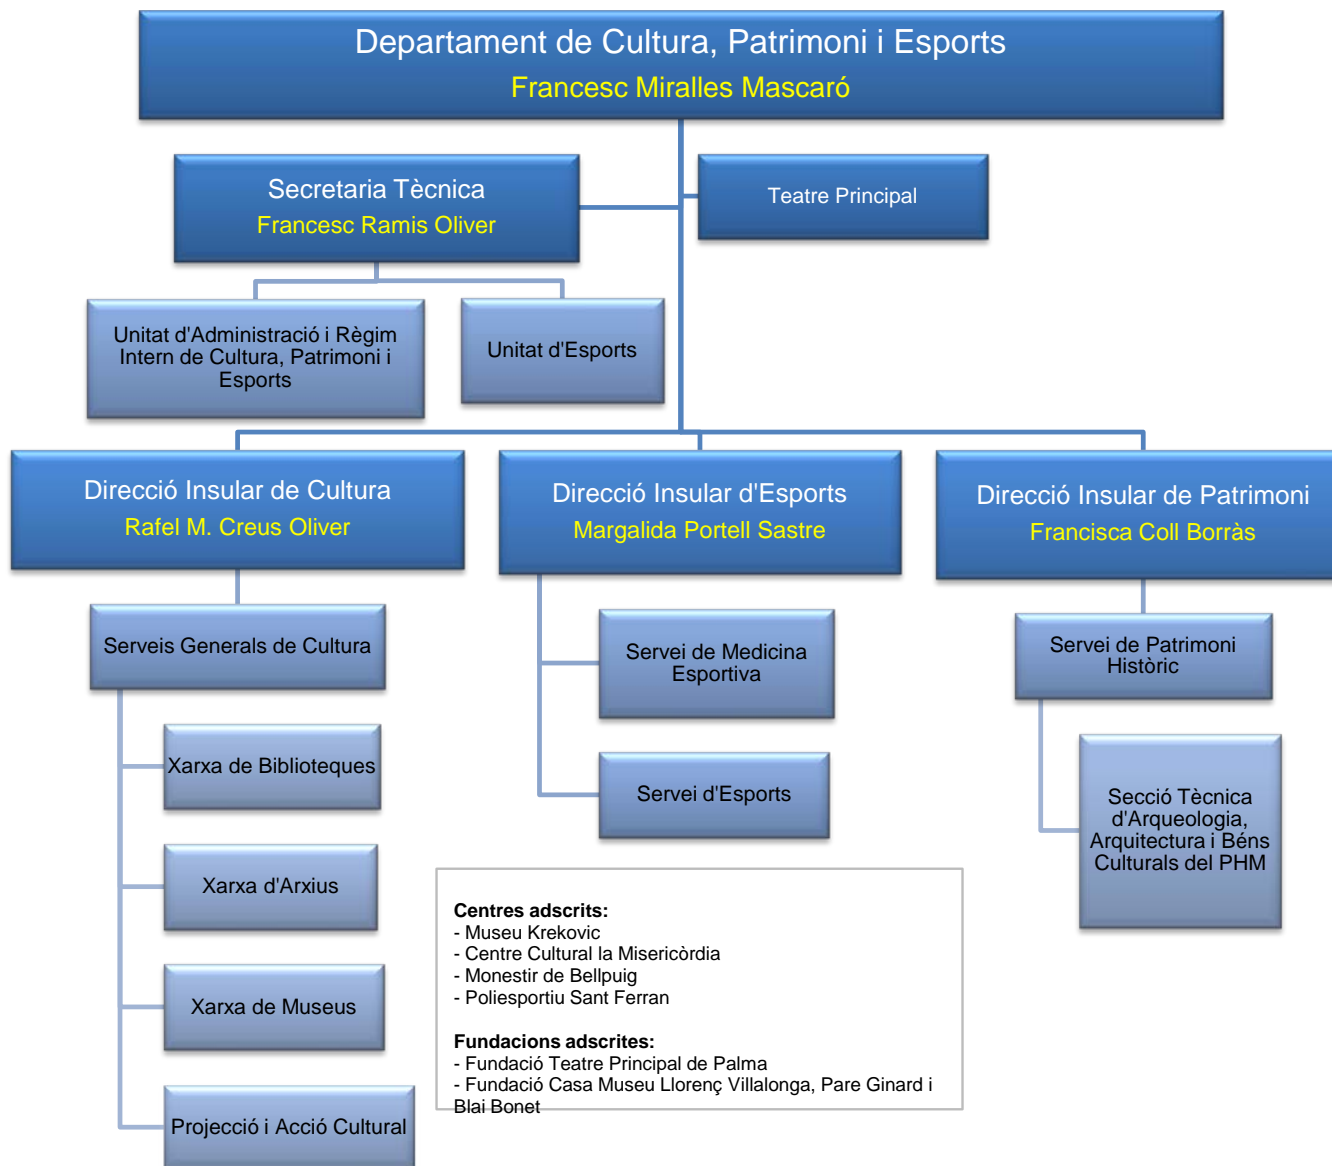 Departament de Cultura, Patrimoni i Esports
Francesc Miralles Mascaró
Secretaria Tècnica
Francesc Ramis Oliver
Teatre Principal
Unitat d'Administració i Règim
Intern de Cultura, Patrimoni i
Esports
Unitat d'Esports
Direcció Insular de Cultura
Rafel M. Creus Oliver
Direcció Insular d'Esports
Margalida Portell Sastre
Direcció Insular de Patrimoni
Francisca Coll Borràs
Serveis Generals de Cultura
Xarxa de Biblioteques
Xarxa d'Arxius
Xarxa de Museus
Projecció i Acció Cultural
Servei de Medicina
Esportiva
Servei d'Esports
Servei de Patrimoni
Històric
Secció Tècnica
d'Arqueologia,
Arquitectura i Béns
Culturals del PHM
Centres adscrits:
- Museu Krekovic
- Centre Cultural la Misericòrdia
- Monestir de Bellpuig
- Poliesportiu Sant Ferran
Fundacions adscrites:
- Fundació Teatre Principal de Palma
- Fundació Casa Museu Llorenç Villalonga, Pare Ginard i
Blai Bonet